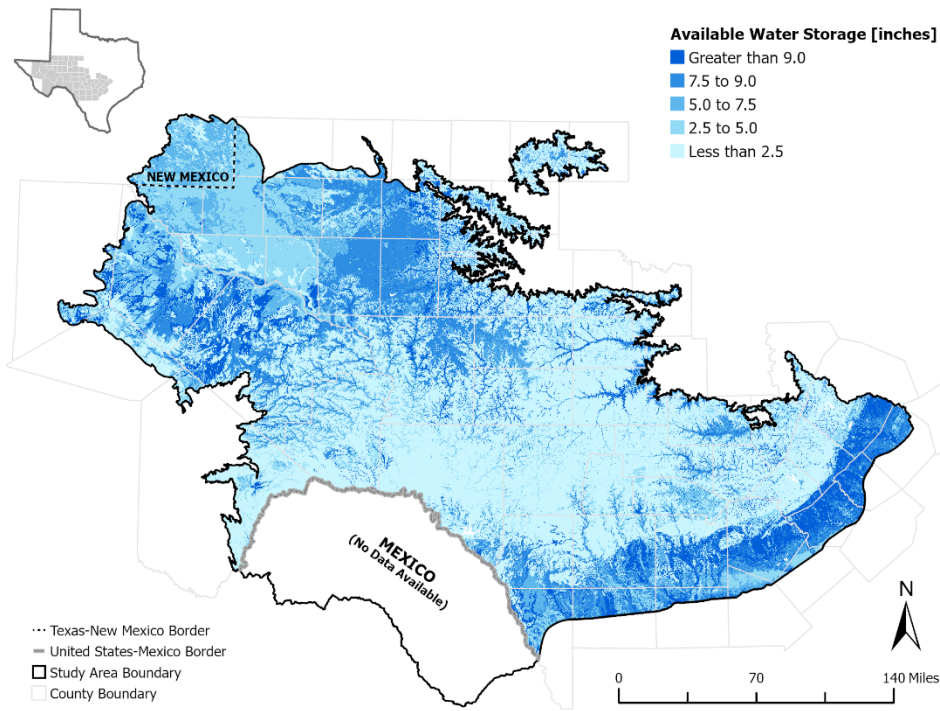 Available Water Storage [inches]
Greater than 9.0
7.5 to 9.0
5.0 to 7.5
2.5 to 5.0
Less than 2.5
NEW MEXICO
MEXICO
(No Data Available)
Texas-New Mexico Border
United States-Mexico Border
Study Area Boundary
County Boundary
N
0 70 140 Miles